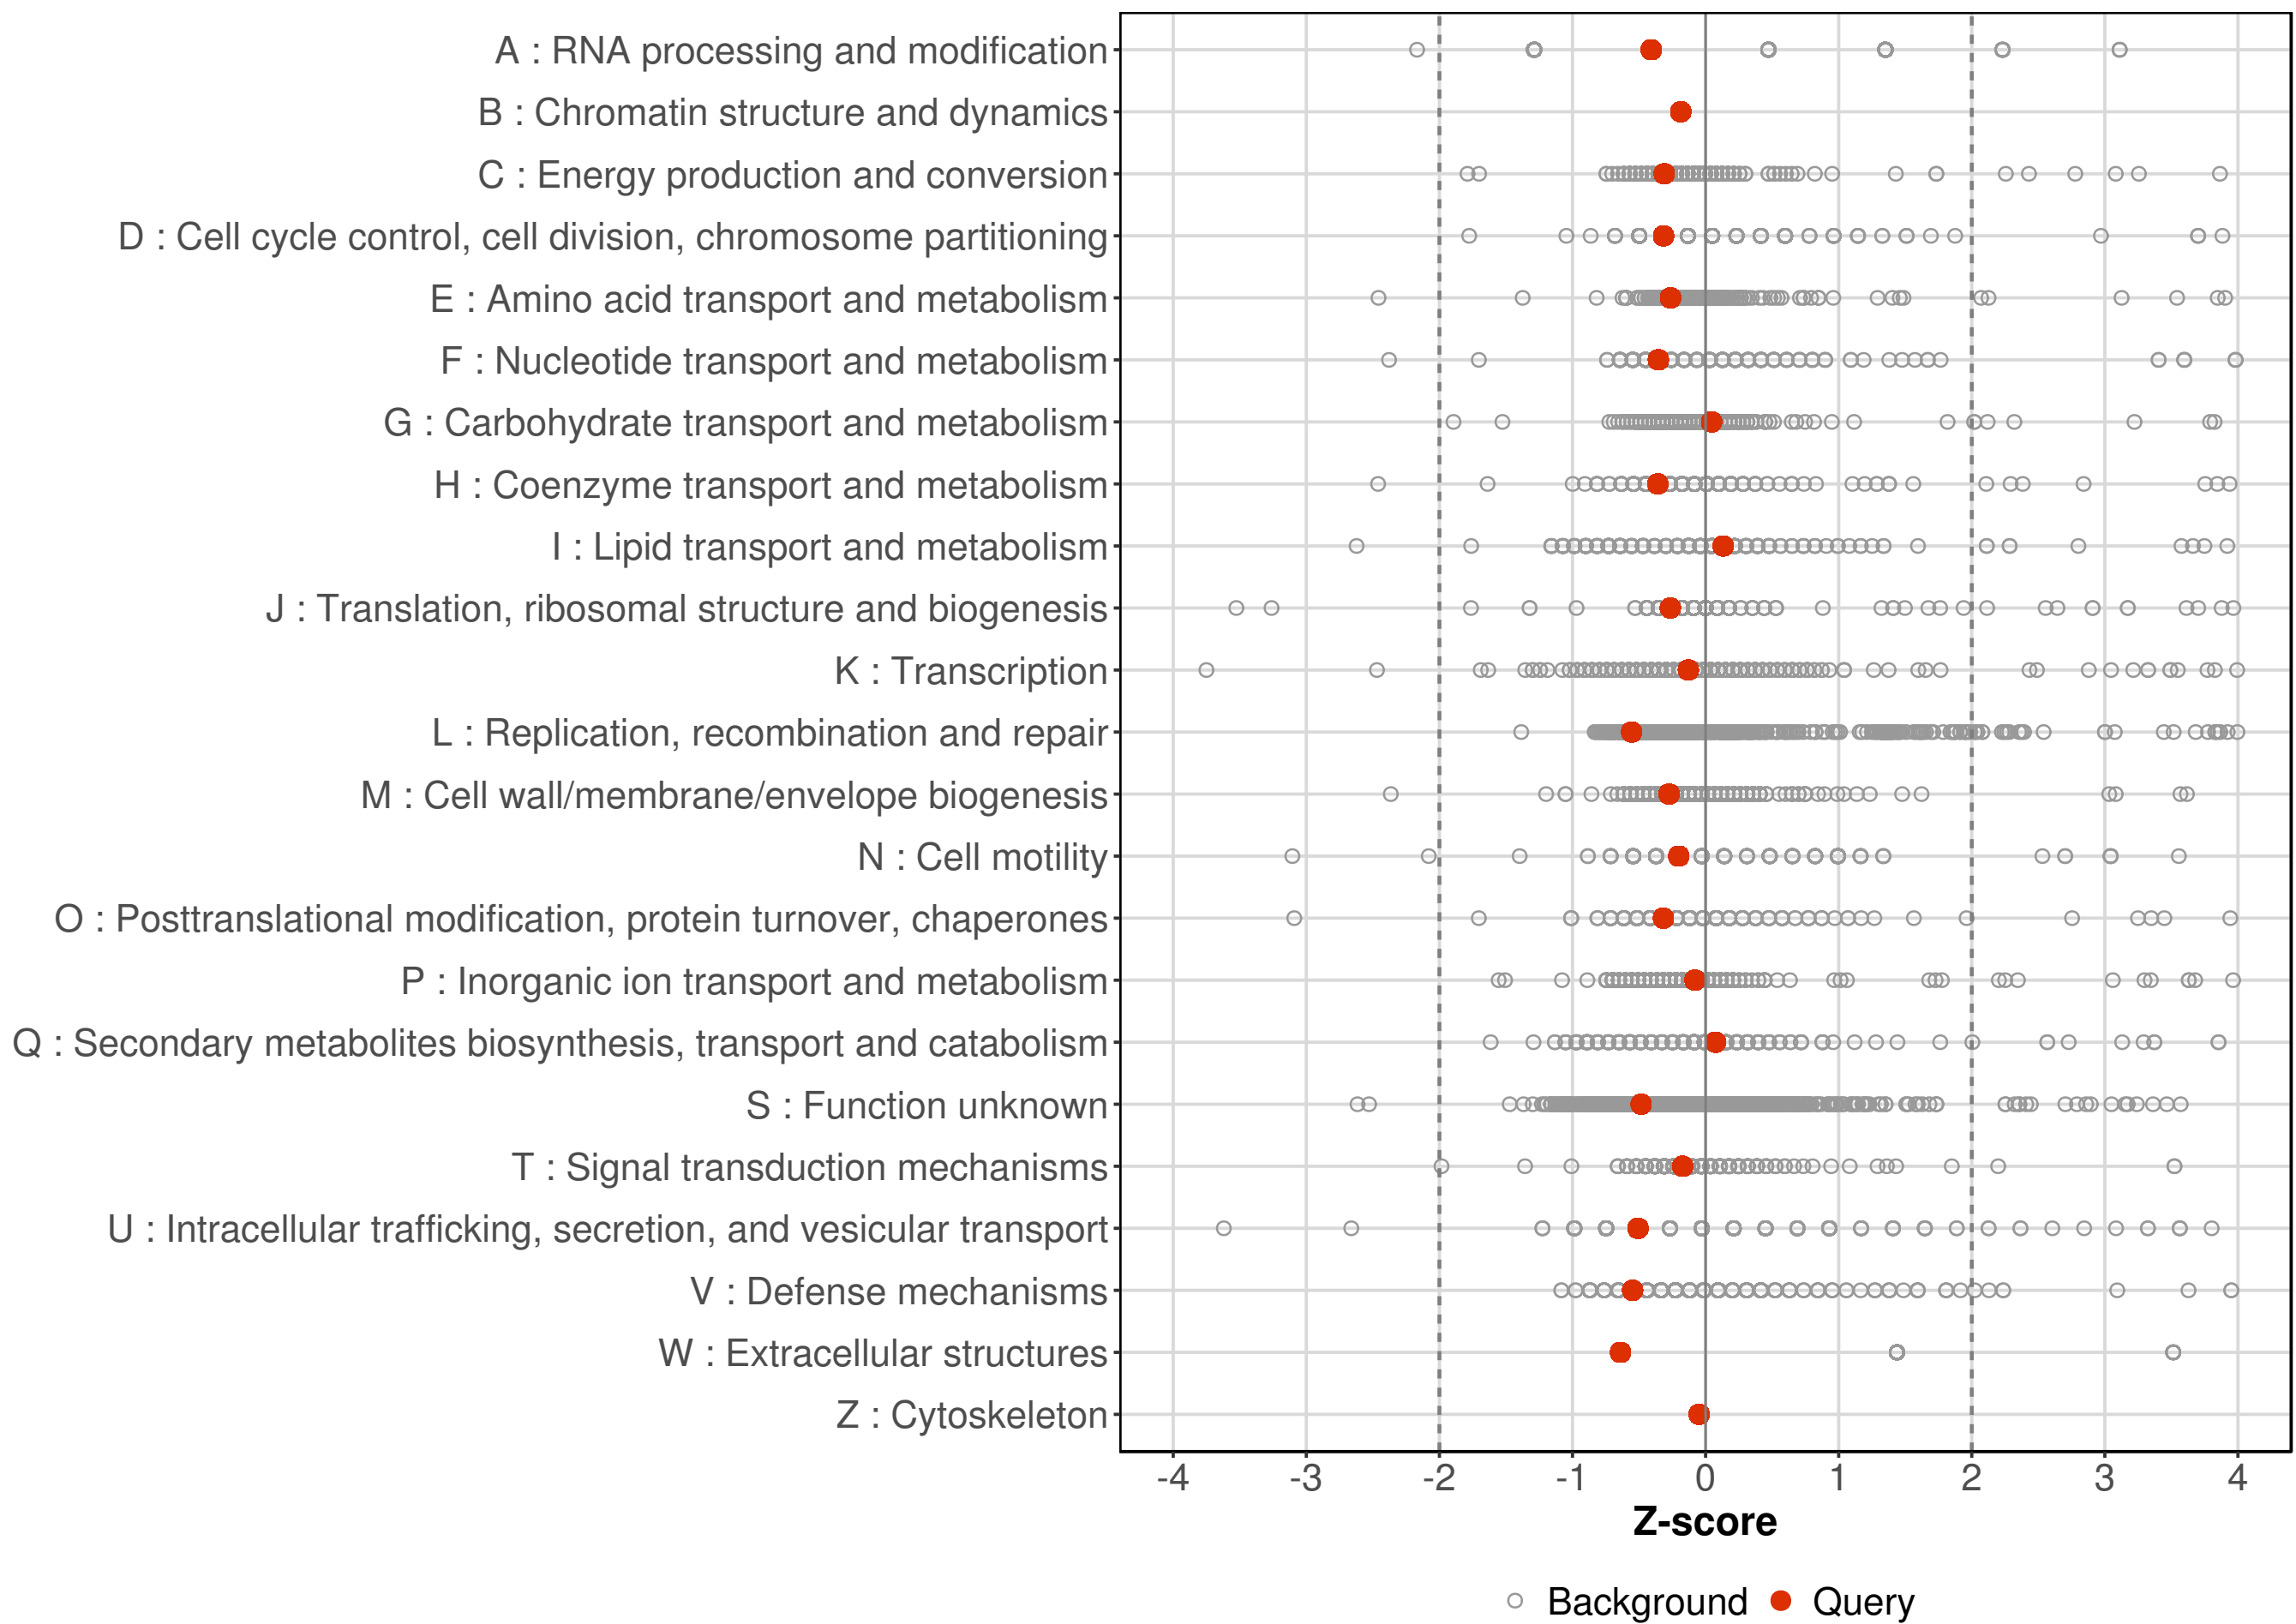 A : RNA processing and modification
B : Chromatin structure and dynamics
C : Energy production and conversion
D : Cell cycle control, cell division, chromosome partitioning
E : Amino acid transport and metabolism
F : Nucleotide transport and metabolism
G : Carbohydrate transport and metabolism
H : Coenzyme transport and metabolism
I : Lipid transport and metabolism
J : Translation, ribosomal structure and biogenesis
K : Transcription
L : Replication, recombination and repair
M : Cell wall/membrane/envelope biogenesis
N : Cell motility
O : Posttranslational modification, protein turnover, chaperones
P : Inorganic ion transport and metabolism
Q : Secondary metabolites biosynthesis, transport and catabolism
S : Function unknown
T : Signal transduction mechanisms
U : Intracellular trafficking, secretion, and vesicular transport
V : Defense mechanisms
W : Extracellular structures
Z : Cytoskeleton
-4 -3 -2 -1 0 1 2 3 4
Z-score
Background Query